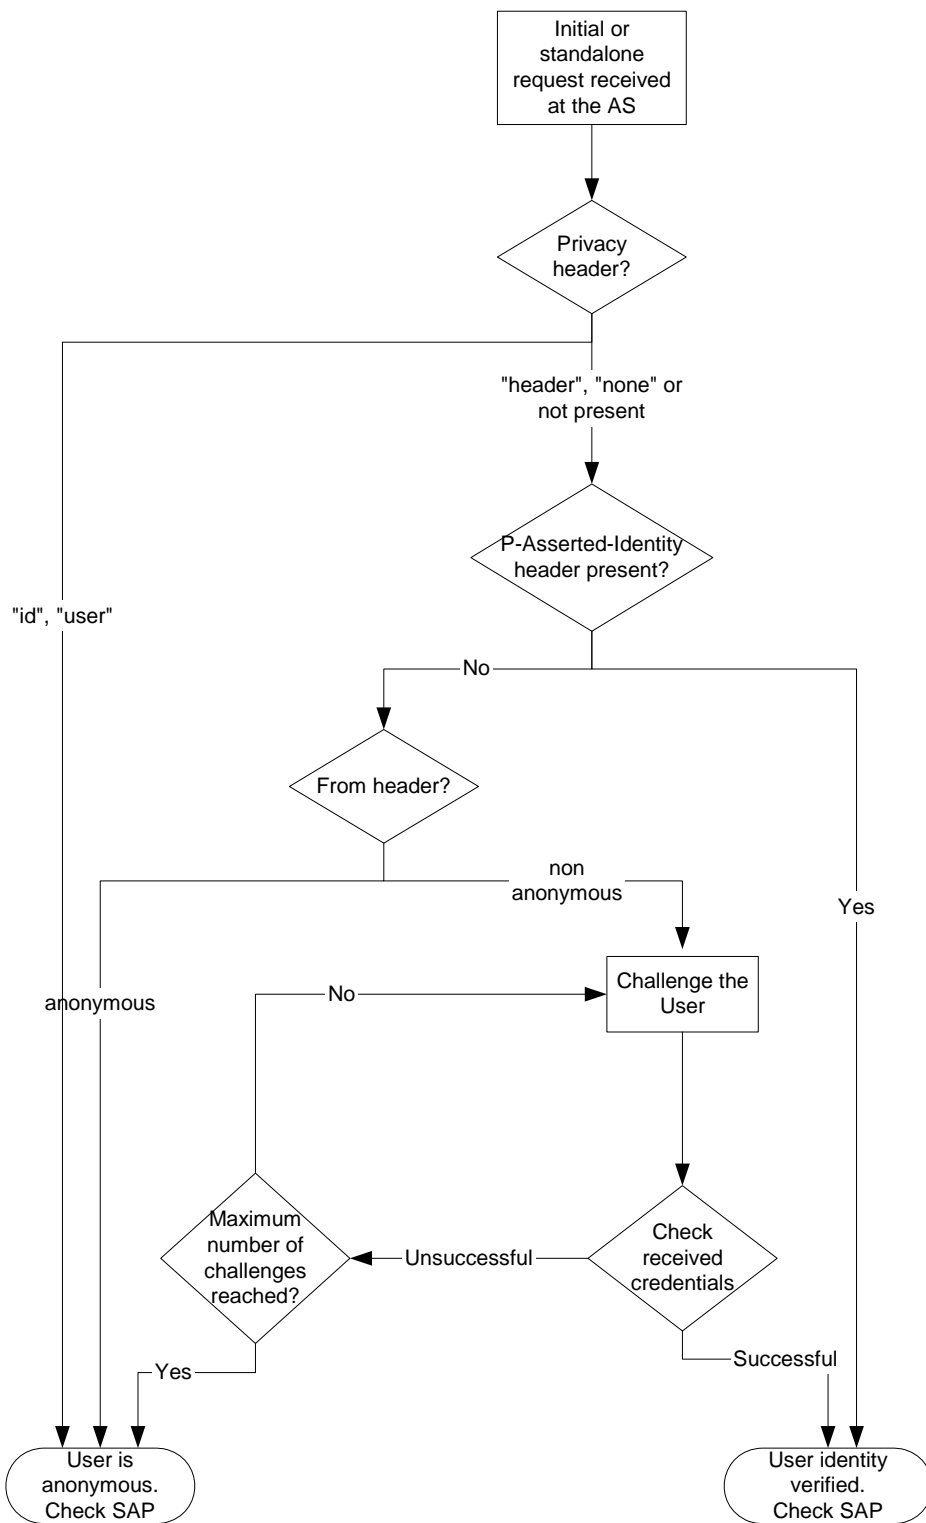 Initial or
standalone
request received
at the AS
Privacy
header?
"header", "none" or
not present
P-Asserted-Identity
header present?
"id", "user"
No
From header?
non
anonymous
Yes
anonymous
No
Challenge the
User
Maximum
number of
challenges
reached?
Unsuccessful
Check
received
credentials
Yes
Successful
User is
anonymous.
Check SAP
User identity
verified.
Check SAP